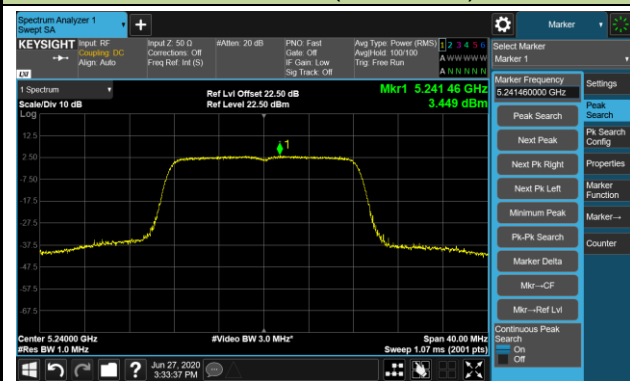 Spectrum Analyzer 1
Swept SA
+
Marker
KEYSIGHT
Input: RF
Coupling: DC
Align: Auto
Input Z: 50 Ω
Corrections: Off
Freq Ref: Int (S)
#Atten: 20 dB
PNO: Fast
Gate: Off
IF Gain: Low
Sig Track: Off
Avg Type: Power (RMS)
Avg|Hold: 100/100
Trig: Free Run
1 2 3 4 5 6
A W W W W W
A N N N N N
LXI
Select Marker
Marker 1
Marker Frequency
5.241460000 GHz
Settings
Peak Search
Next Peak
Next Pk Right
Next Pk Left
Minimum Peak
Pk-Pk Search
Marker Delta
Mkr→CF
Mkr→Ref Lvl
Continuous Peak
Search
On
Off
Peak
Search
Pk Search
Config
Properties
Marker
Function
Marker→
Counter
1 Spectrum
Scale/Div 10 dB
Log
Ref Lvl Offset 22.50 dB
Ref Level 22.50 dBm
Mkr1 5.241 46 GHz
3.449 dBm
1
12.5
2.50
-7.50
-17.5
-27.5
-37.5
-47.5
-57.5
-67.5
Center 5.24000 GHz
#Res BW 1.0 MHz
#Video BW 3.0 MHz*
Span 40.00 MHz
Sweep 1.07 ms (2001 pts)
?
Jun 27, 2020
3:33:37 PM